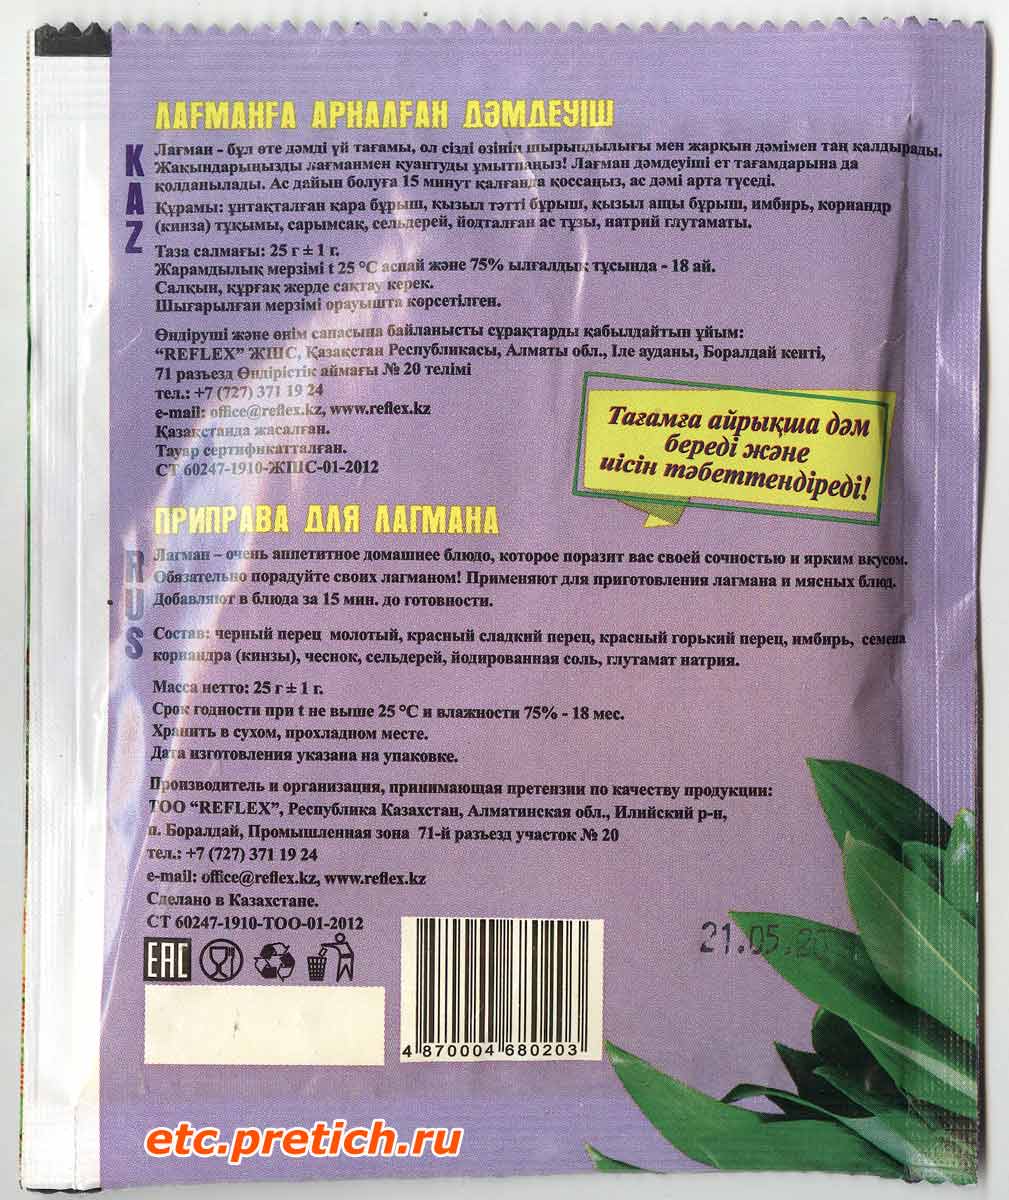 ЛАҒМАНҒА АРНАЛҒАН ДӘМДЕУІШ
KAZ
Лағман - бұл өте дәмді үй тағамы, ол сізді өзінің шырындылығы мен жарқын дәмімен таң қалдырады.
Жақындарыңызды лағманмен қуантуды ұмытпаңыз! Лағман дәмдеуіші ет тағамдарына да
қолданылады. Ас дайын болуға 15 минут қалғанда қоссаңыз, ас дәмі арта түседі.
Құрамы: ұнтақталған қара бұрыш, қызыл тәтті бұрыш, қызыл ащы бұрыш, имбирь, кориандр
(кинза) тұқымы, сарымсақ, сельдерей, йодталған ас тұзы, натрий глутаматы.
Таза салмағы: 25 г ± 1 г.
Жарамдылық мерзімі t 25 °C аспай және 75% ылғалдық тұсында - 18 ай.
Салқын, құрғақ жерде сақтау керек.
Шығарылған мерзімі орауышта көрсетілген.
Өндіруші және өнім сапасына байланысты сұрақтарды қабылдайтын ұйым:
“REFLEX” ЖШС, Қазақстан Республикасы, Алматы обл., Іле ауданы, Боралдай кенті,
71 разъезд Өндірістік аймағы № 20 телімі
тел.: +7 (727) 371 19 24
e-mail: office@reflex.kz, www.reflex.kz
Қазақстанда жасалған.
Тауар сертификатталған.
СТ 60247-1910-ЖШС-01-2012
Тағамға айрықша дәм
береді және
иісін тәбеттендіреді!
ПРИПРАВА ДЛЯ ЛАГМАНА
RUS
Лагман – очень аппетитное домашнее блюдо, которое поразит вас своей сочностью и ярким вкусом.
Обязательно порадуйте своих лагманом! Применяют для приготовления лагмана и мясных блюд.
Добавляют в блюда за 15 мин. до готовности.
Состав: черный перец молотый, красный сладкий перец, красный горький перец, имбирь, семена
кориандра (кинзы), чеснок, сельдерей, йодированная соль, глутамат натрия.
Масса нетто: 25 г ± 1 г.
Срок годности при t не выше 25 °C и влажности 75% - 18 мес.
Хранить в сухом, прохладном месте.
Дата изготовления указана на упаковке.
Производитель и организация, принимающая претензии по качеству продукции:
ТОО “REFLEX”, Республика Казахстан, Алматинская обл., Илийский р-н,
п. Боралдай, Промышленная зона 71-й разъезд участок № 20
тел.: +7 (727) 371 19 24
e-mail: office@reflex.kz, www.reflex.kz
Сделано в Казахстане.
СТ 60247-1910-ТОО-01-2012
EAC
21.05.20
4 870004 680203
etc.pretich.ru